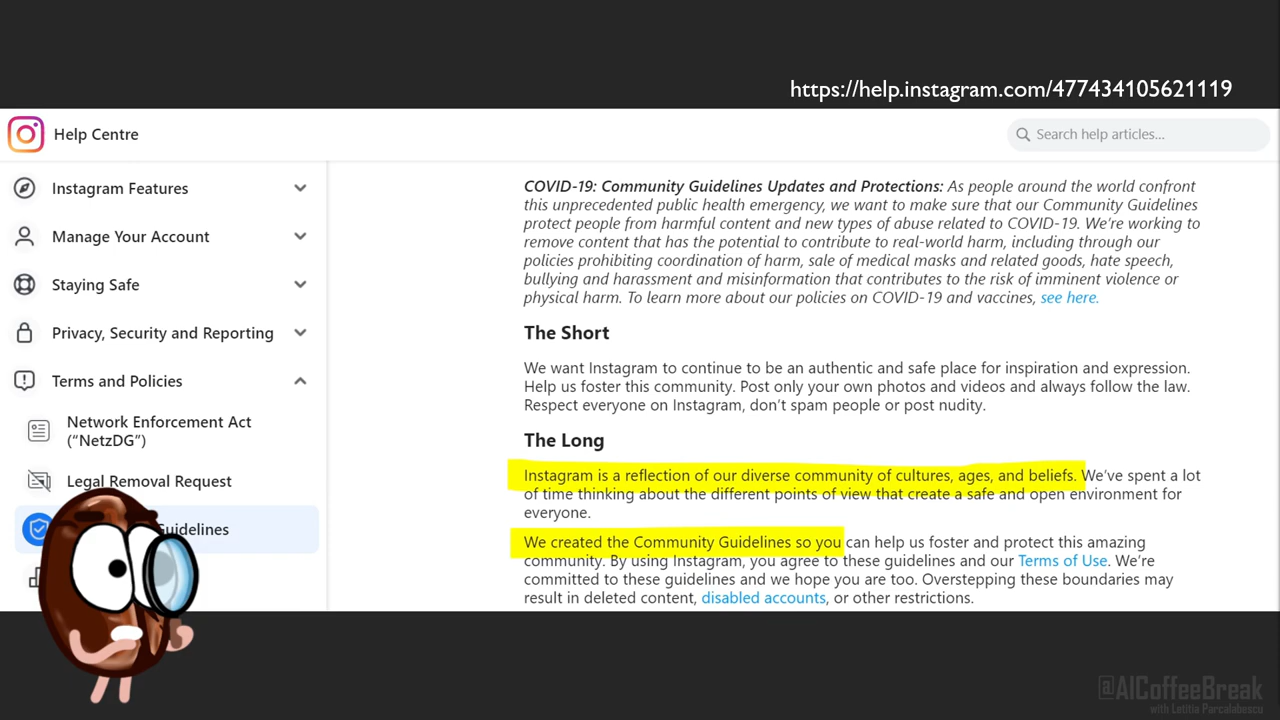 https://help.instagram.com/477434105621119
Help Centre
Search help articles...
Instagram Features
Manage Your Account
Staying Safe
Privacy, Security and Reporting
Terms and Policies
Network Enforcement Act
(“NetzDG”)
Legal Removal Request
Guidelines
COVID-19: Community Guidelines Updates and Protections: As people around the world confront
this unprecedented public health emergency, we want to make sure that our Community Guidelines
protect people from harmful content and new types of abuse related to COVID-19. We’re working to
remove content that has the potential to contribute to real-world harm, including through our
policies prohibiting coordination of harm, sale of medical masks and related goods, hate speech,
bullying and harassment and misinformation that contributes to the risk of imminent violence or
physical harm. To learn more about our policies on COVID-19 and vaccines, see here.
The Short
We want Instagram to continue to be an authentic and safe place for inspiration and expression.
Help us foster this community. Post only your own photos and videos and always follow the law.
Respect everyone on Instagram, don’t spam people or post nudity.
The Long
Instagram is a reflection of our diverse community of cultures, ages, and beliefs. We’ve spent a lot
of time thinking about the different points of view that create a safe and open environment for
everyone.
We created the Community Guidelines so you can help us foster and protect this amazing
community. By using Instagram, you agree to these guidelines and our Terms of Use. We’re
committed to these guidelines and we hope you are too. Overstepping these boundaries may
result in deleted content, disabled accounts, or other restrictions.
@AICoffeeBreak
with Letitia Parcalabescu